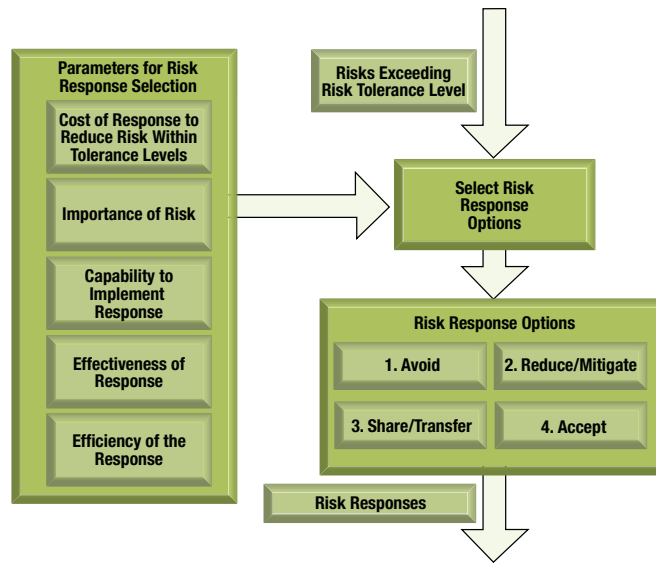 Parameters for Risk
Response Selection
Cost of Response to
Reduce Risk Within
Tolerance Levels
Importance of Risk
Capability to
Implement
Response
Effectiveness of
Response
Efficiency of the
Response
Risks Exceeding
Risk Tolerance Level
Select Risk
Response
Options
Risk Response Options
1. Avoid
2. Reduce/Mitigate
3. Share/Transfer
4. Accept
Risk Responses